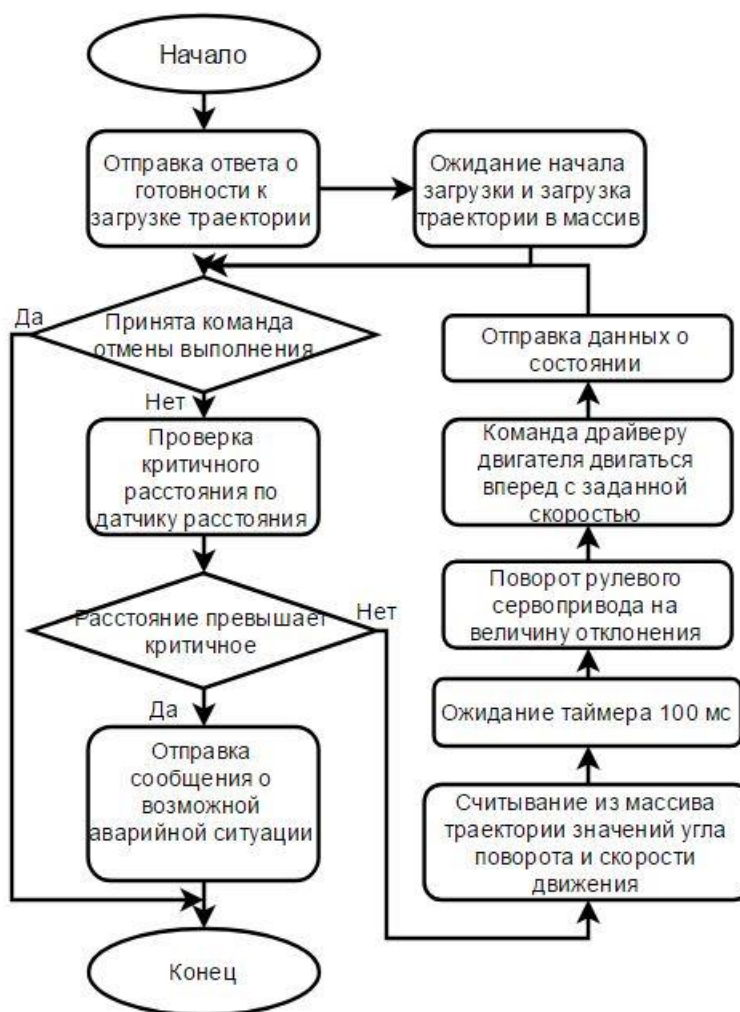 Начало
Отправка ответа о
готовности к
загрузке траектории
Ожидание начала
загрузки и загрузка
траектории в массив
Да
Принята команда
отмены выполнения
Нет
Проверка
критичного
расстояния по
датчику расстояния
Расстояние превышает
критичное
Нет
Да
Отправка
сообщения о
возможной
аварийной ситуации
Конец
Отправка данных о
состоянии
Команда драйверу
двигателя двигаться
вперед с заданной
скоростью
Поворот рулевого
сервопривода на
величину отклонения
Ожидание таймера 100 мс
Считывание из массива
траектории значений угла
поворота и скорости
движения